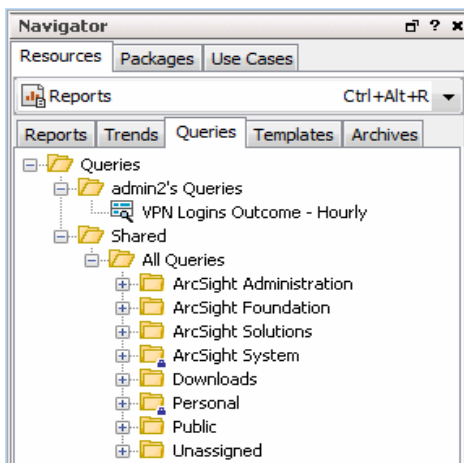 Navigator ? x
Resources Packages Use Cases
Reports Ctrl+Alt+R
Reports Trends Queries Templates Archives
Queries
admin2's Queries
VPN Logins Outcome - Hourly
Shared
All Queries
ArcSight Administration
ArcSight Foundation
ArcSight Solutions
ArcSight System
Downloads
Personal
Public
Unassigned